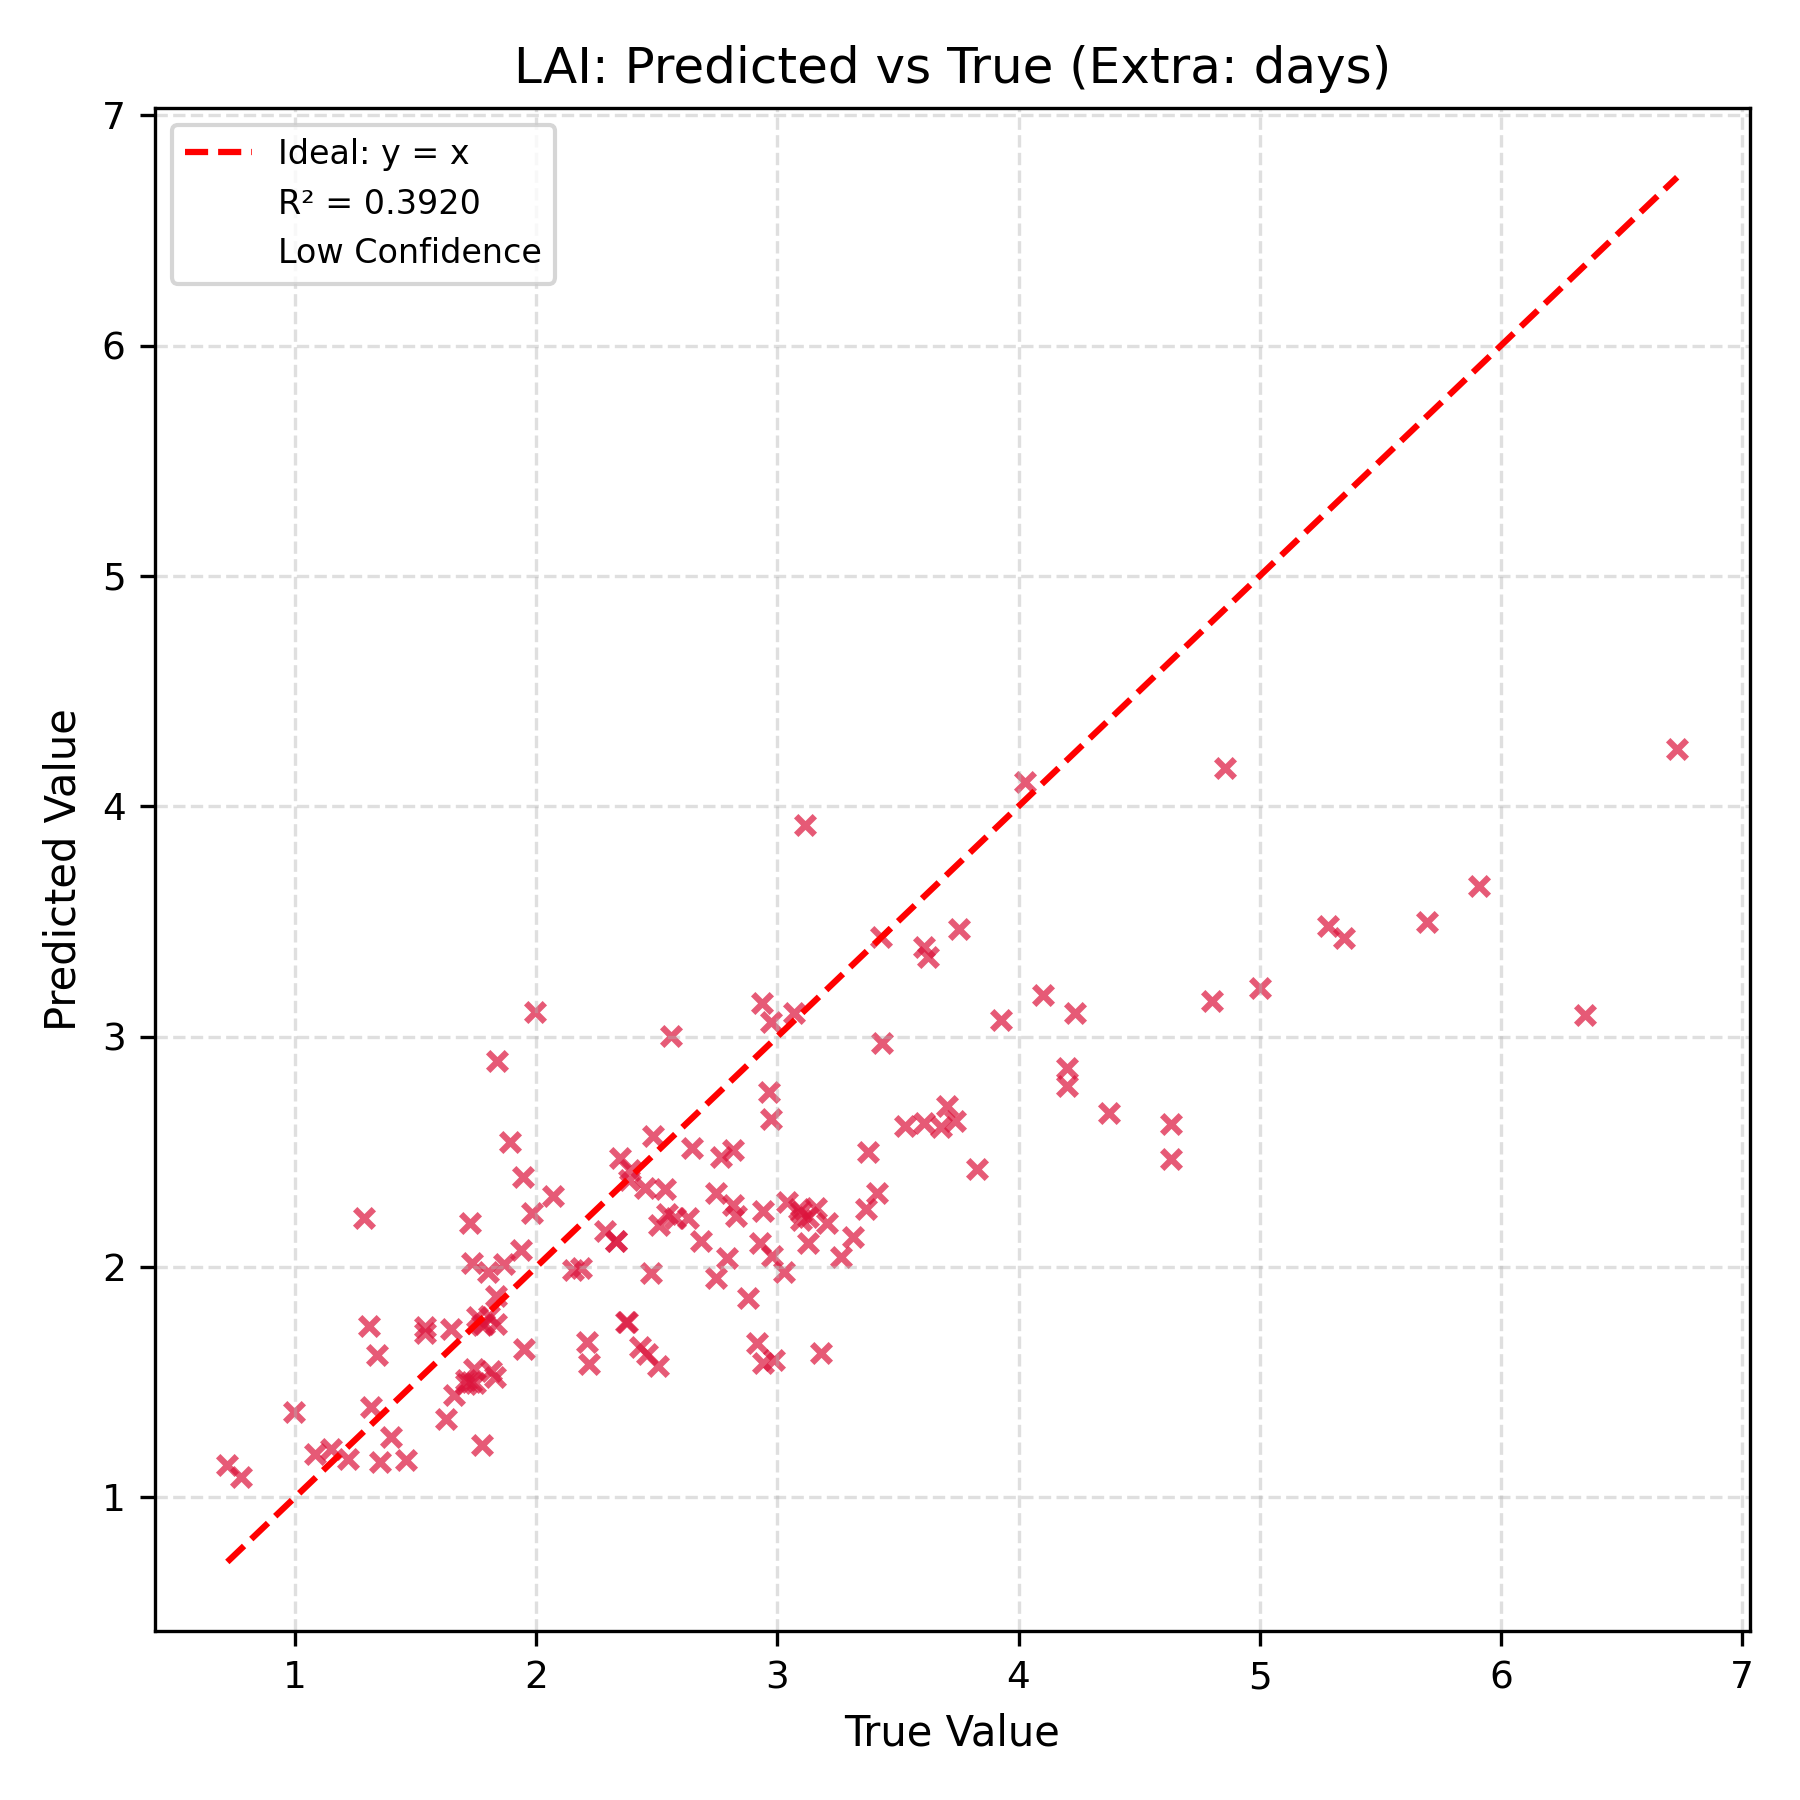 LAI: Predicted vs True (Extra: days)
Ideal: y = x
R² = 0.3920
Low Confidence
Predicted Value
7
6
5
4
3
2
1
1 2 3 4 5 6 7
True Value